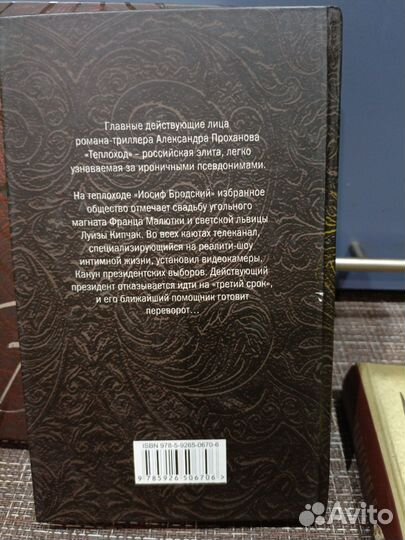 Главные действующие лица
романа-триллера Александра Проханова
«Теплоход» – российская элита, легко
узнаваемая за ироничными псевдонимами.
На теплоходе «Иосиф Бродский» избранное
общество отмечает свадьбу угольного
магната Франца Малютки и светской львицы
Луизы Кипчак. Во всех каютах телеканал,
специализирующийся на реалити-шоу
интимной жизни, установил видеокамеры.
Канун президентских выборов. Действующий
президент отказывается идти на «третий срок»,
и его ближайший помощник готовит
переворот...
ISBN 978-5-9265-0670-6
9 785926 506706 >
Avito